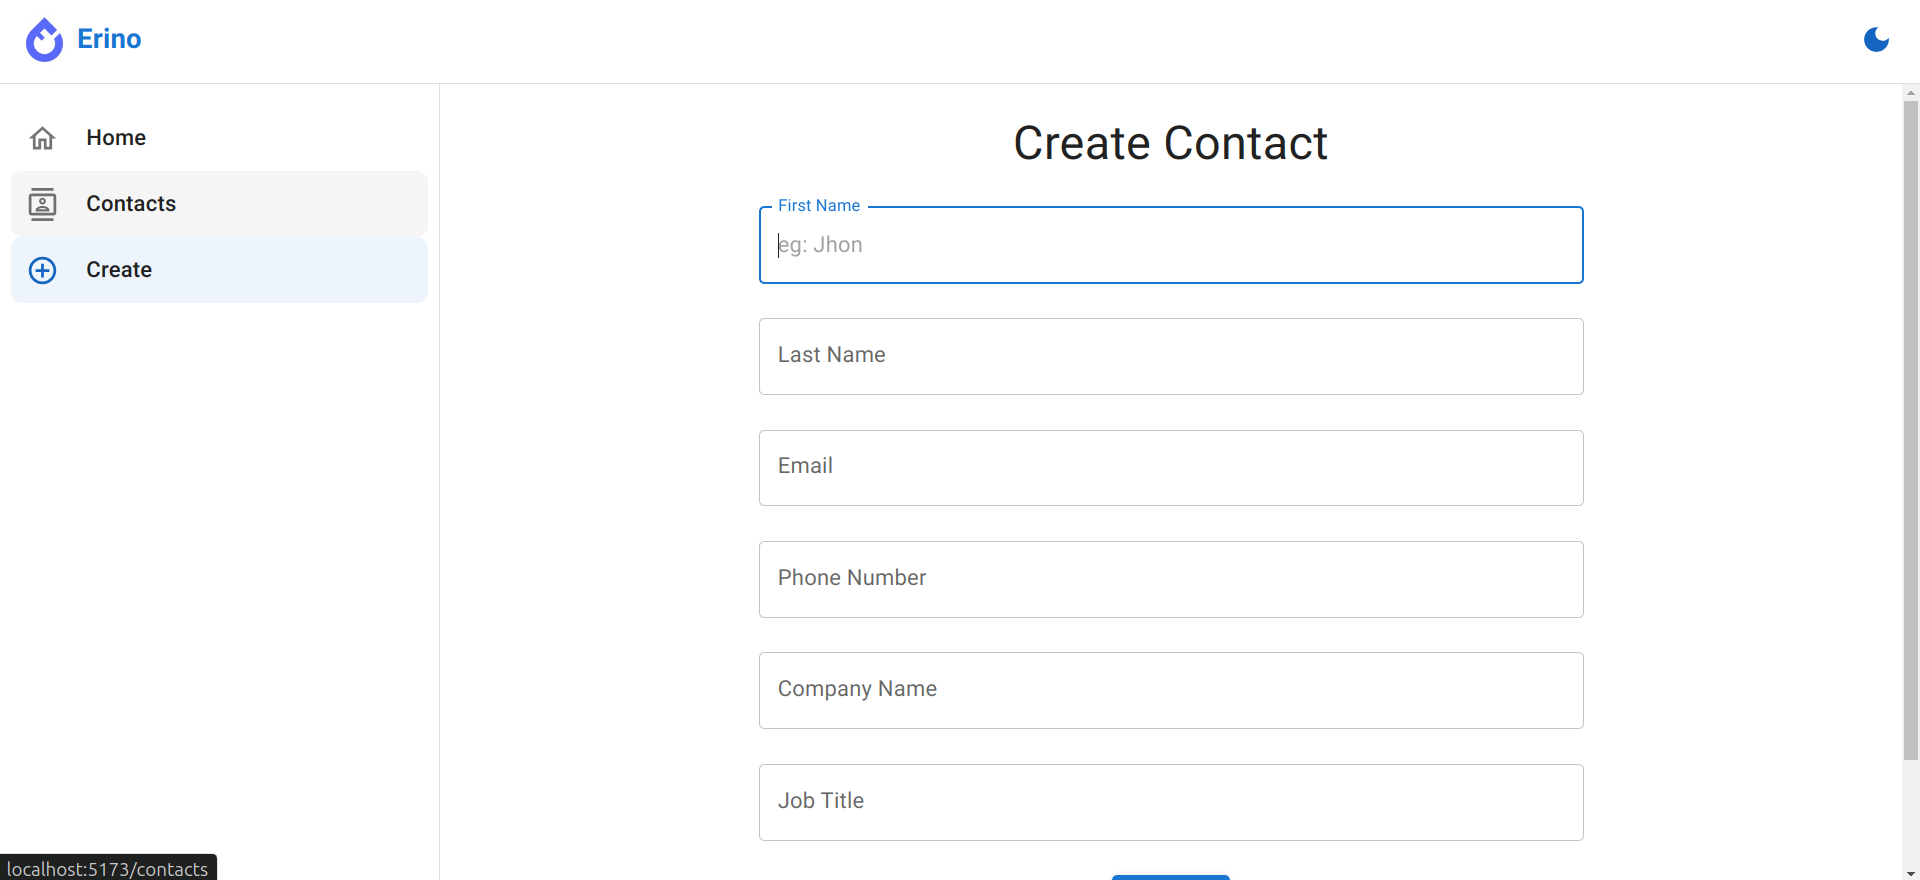 Erino
Home
Contacts
Create
Create Contact
First Name
eg: Jhon
Last Name
Email
Phone Number
Company Name
Job Title
localhost:5173/contacts